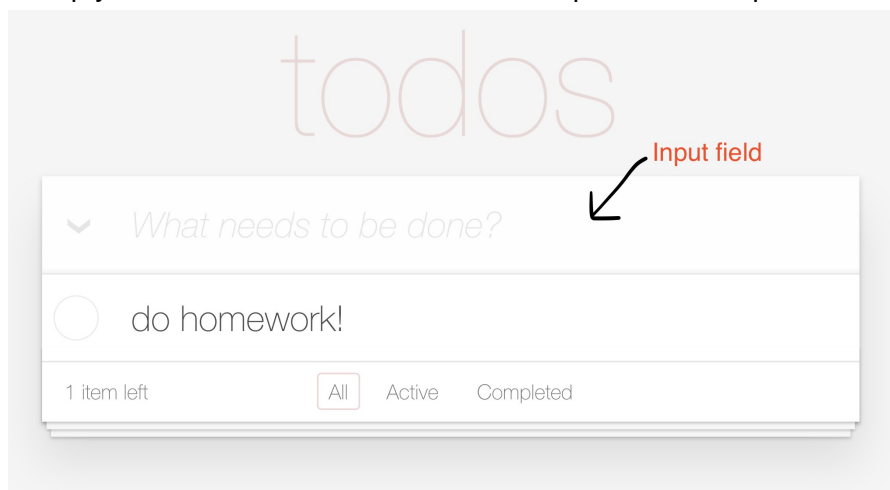 todos
Input field
What needs to be done?
do homework!
1 item left All Active Completed